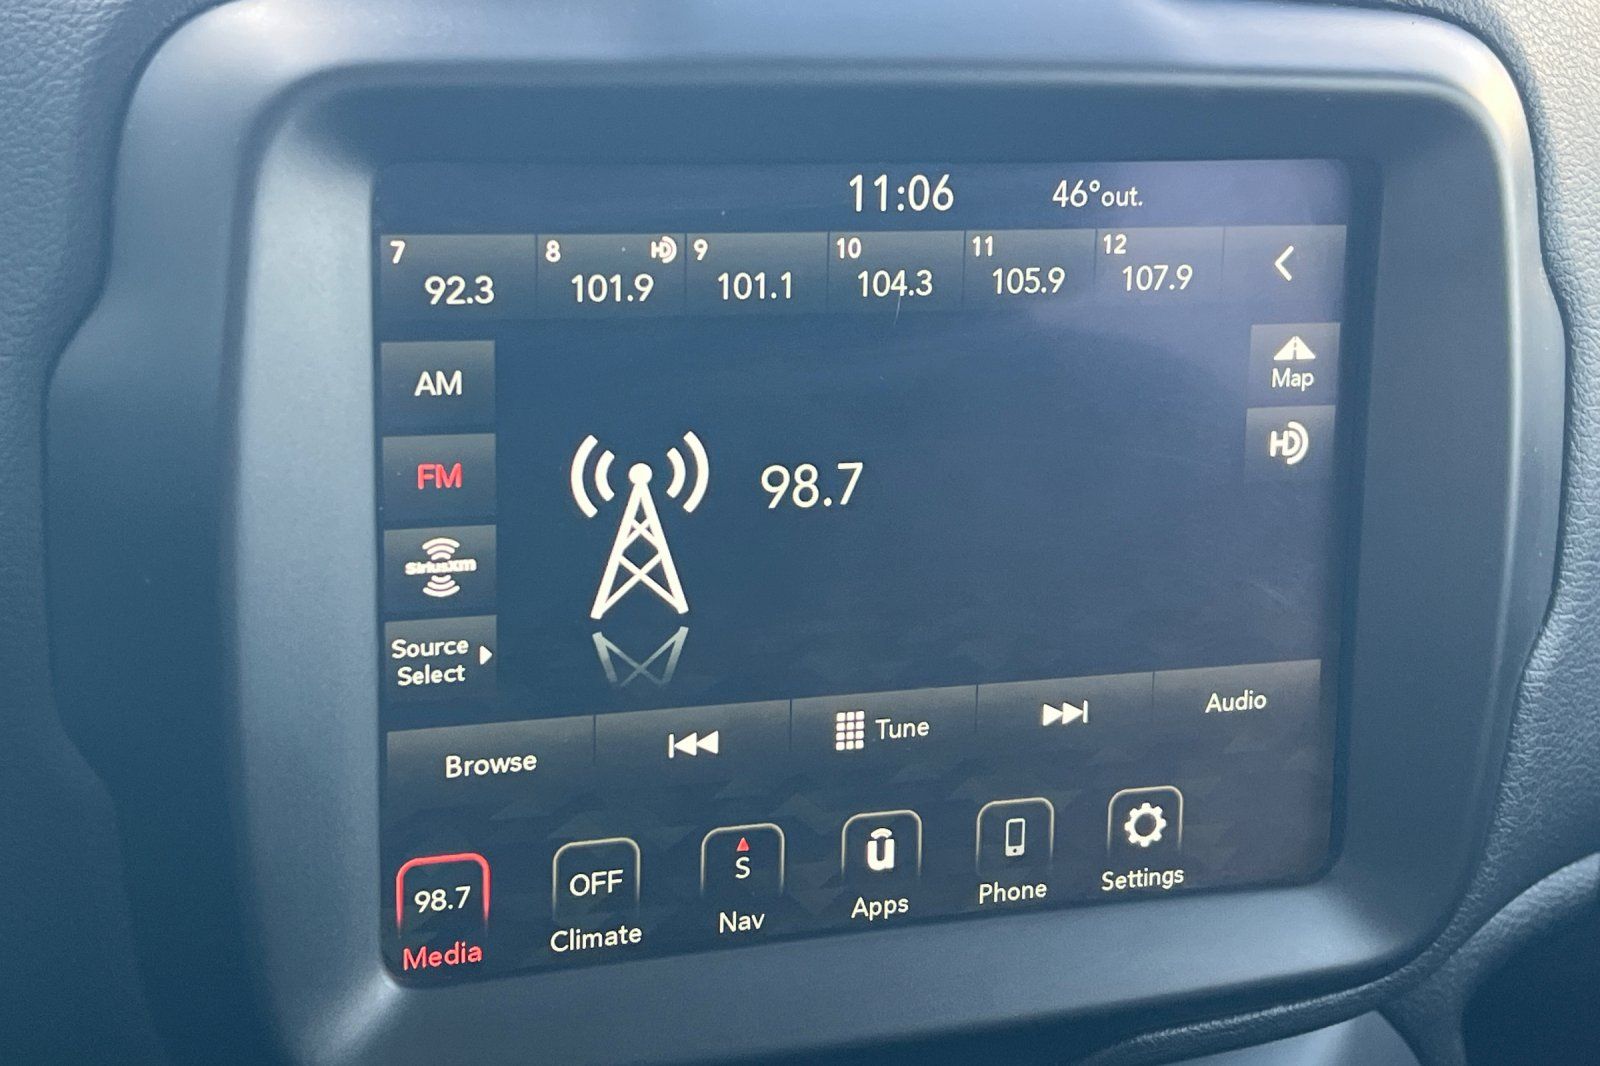 11:06 46°out.
7 8 HD 9 10 11 12
92.3 101.9 101.1 104.3 105.9 107.9
AM
Map
FM
HD
98.7
SiriusXM
Source
Select
Browse Tune Audio
98.7 OFF S u
Media Climate Nav Apps Phone Settings